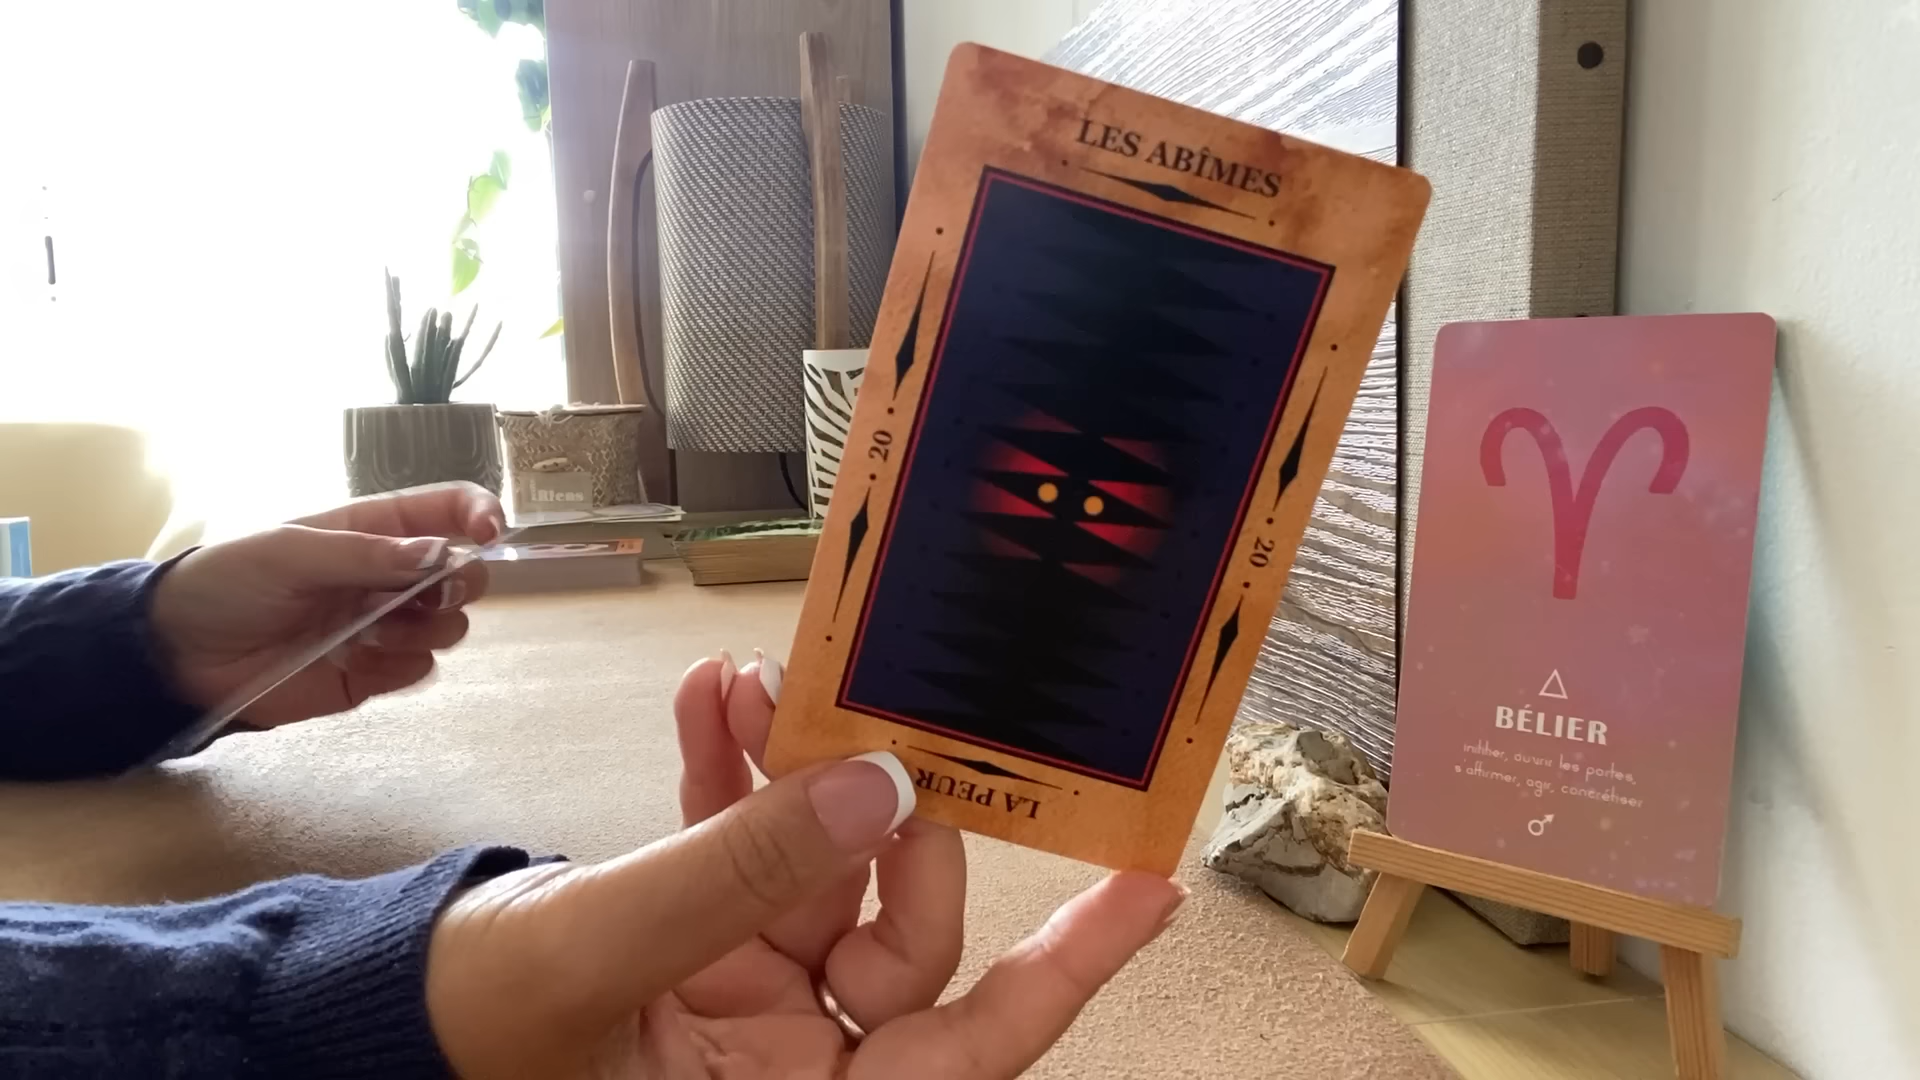 LES ABÎMES
20
20
LA PEUR
BÉLIER
initier, ouvrir les portes,
s'affirmer, agir, concrétiser